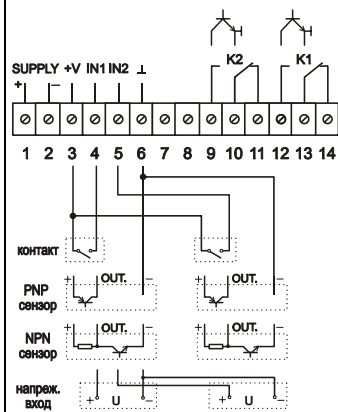 K2 K1
SUPPLY +V IN1 IN2 ⊥
+ −
1 2 3 4 5 6 7 8 9 10 11 12 13 14
контакт
+ OUT. − + OUT. −
PNP
сензор
+ OUT. − + OUT. −
NPN
сензор
напреж.
вход
+ U − + U −